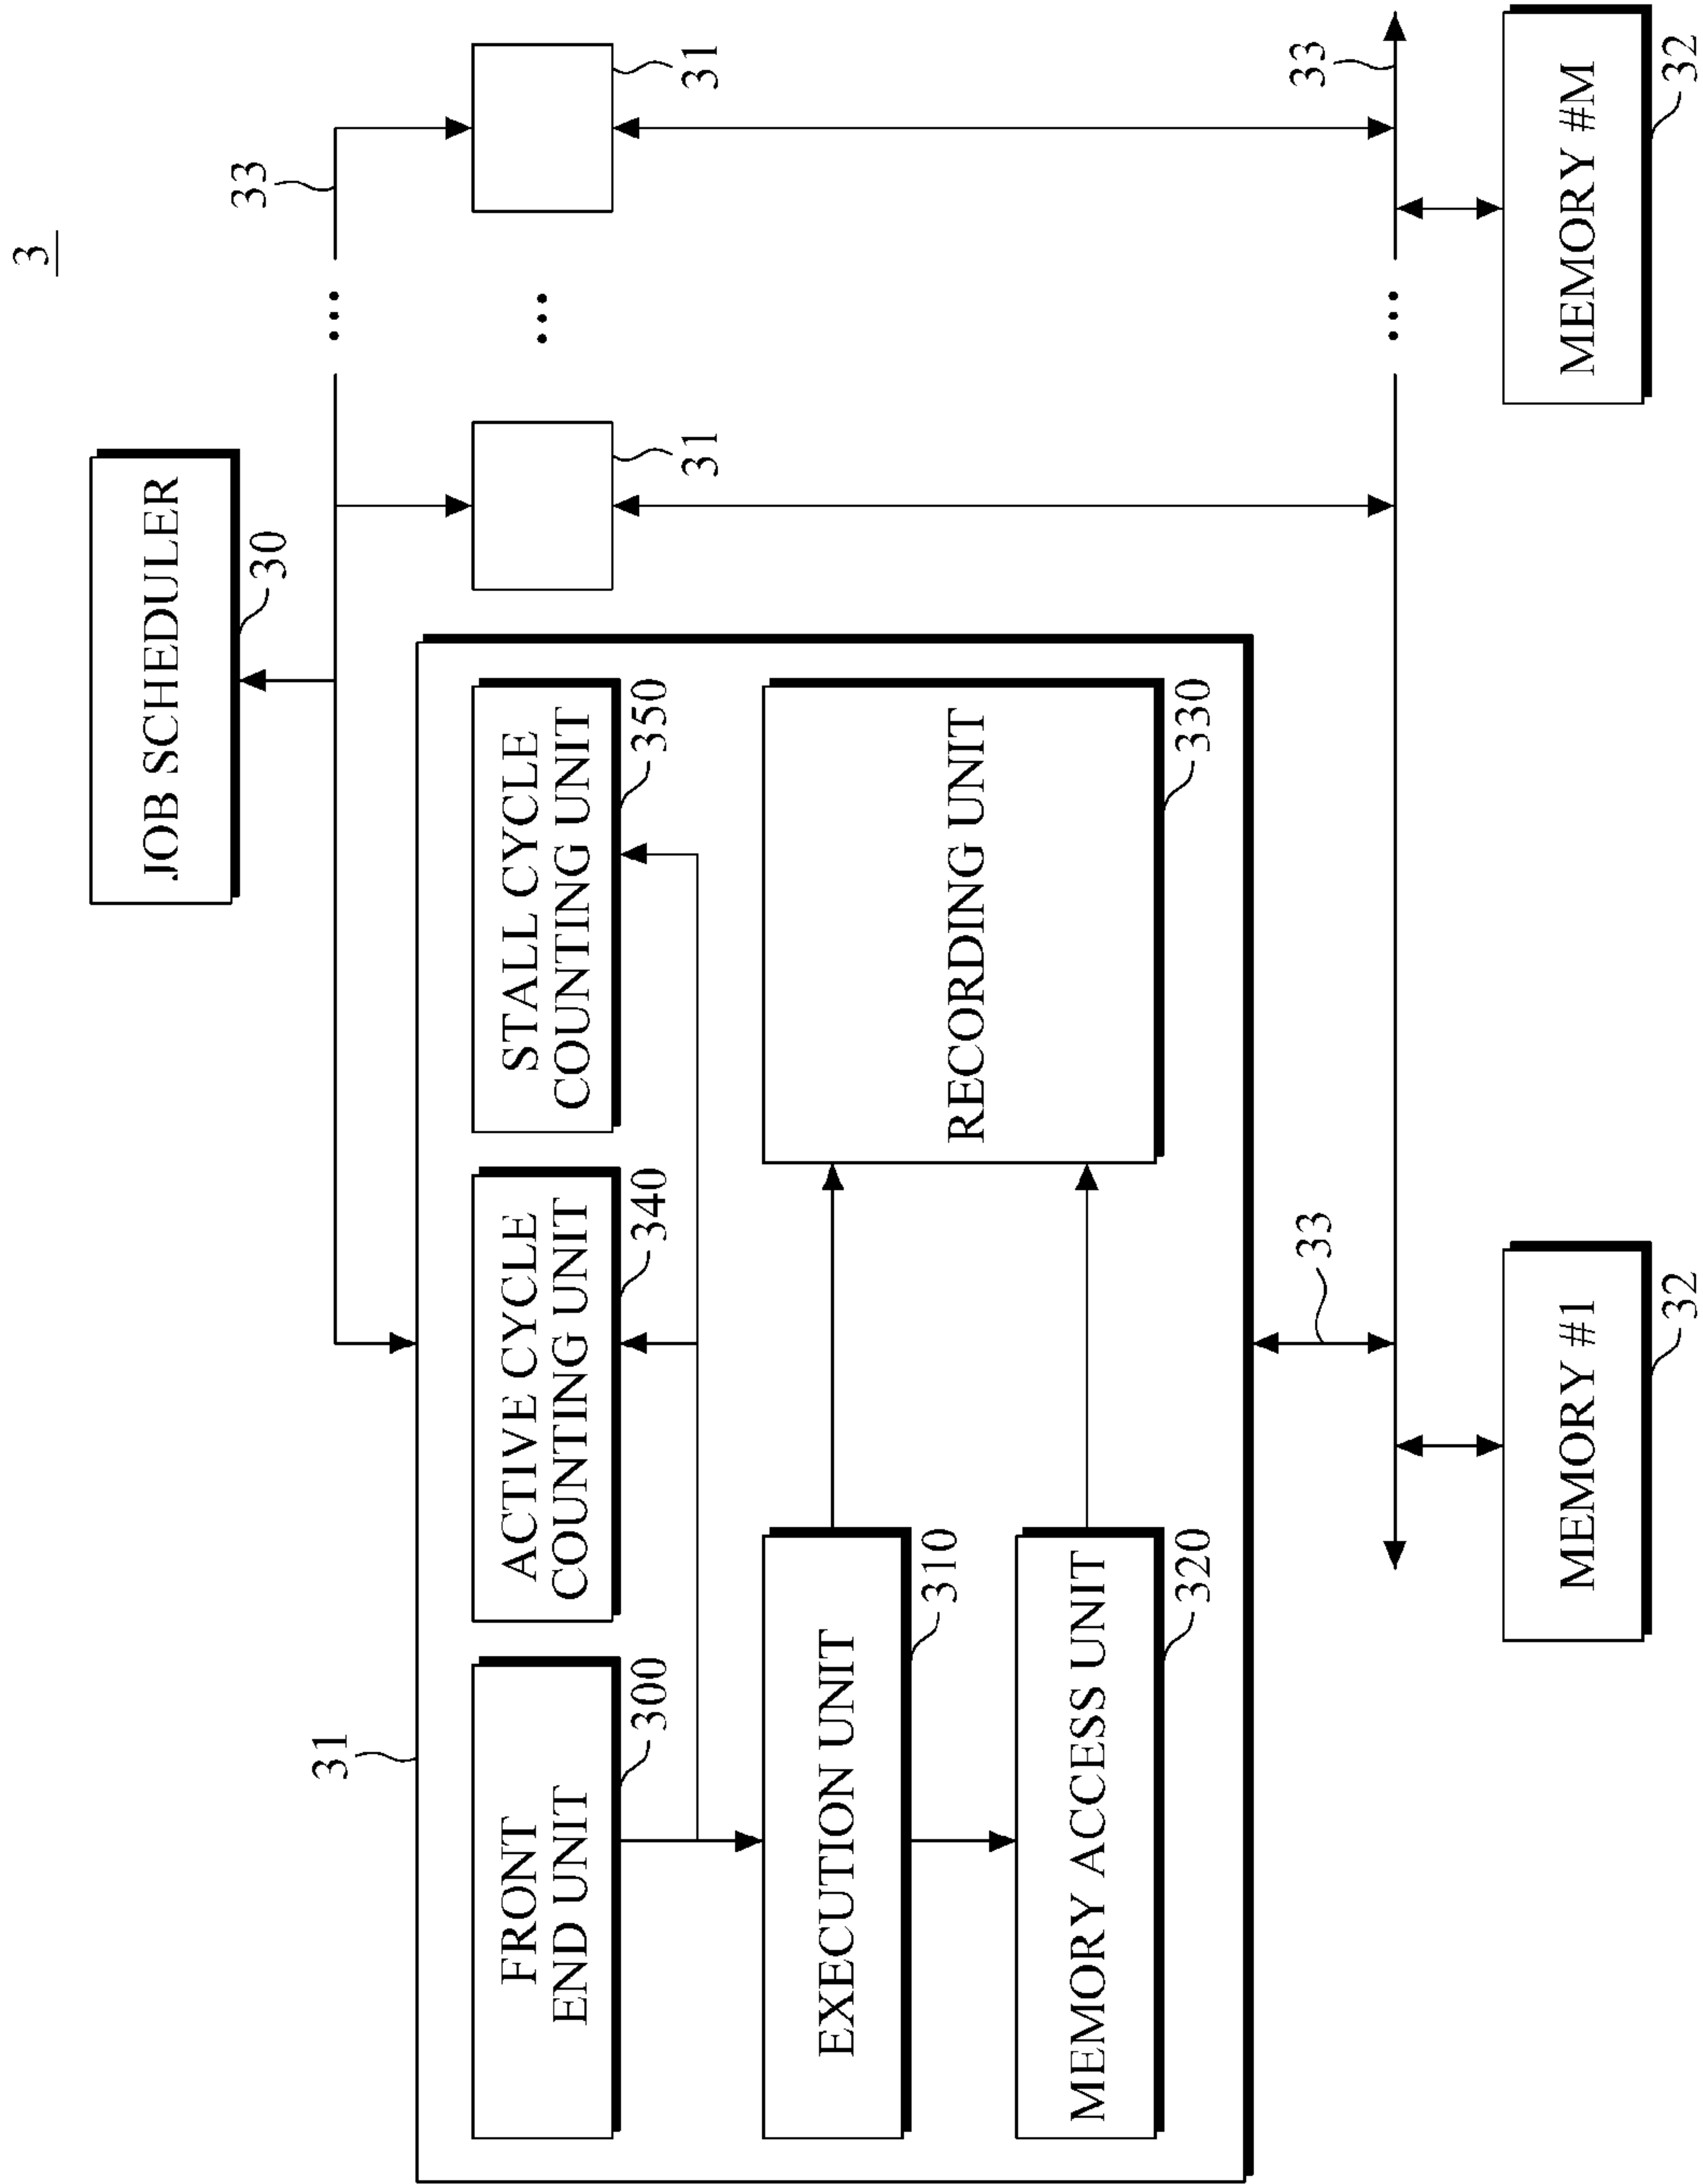 3
JOB SCHEDULER
30
33
31
FRONT
END UNIT
300
ACTIVE CYCLE
COUNTING UNIT
340
STALL CYCLE
COUNTING UNIT
350
31
...
31
...
EXECUTION UNIT
310
RECORDING UNIT
330
MEMORY ACCESS UNIT
320
33
33
...
MEMORY #1
32
MEMORY #M
32